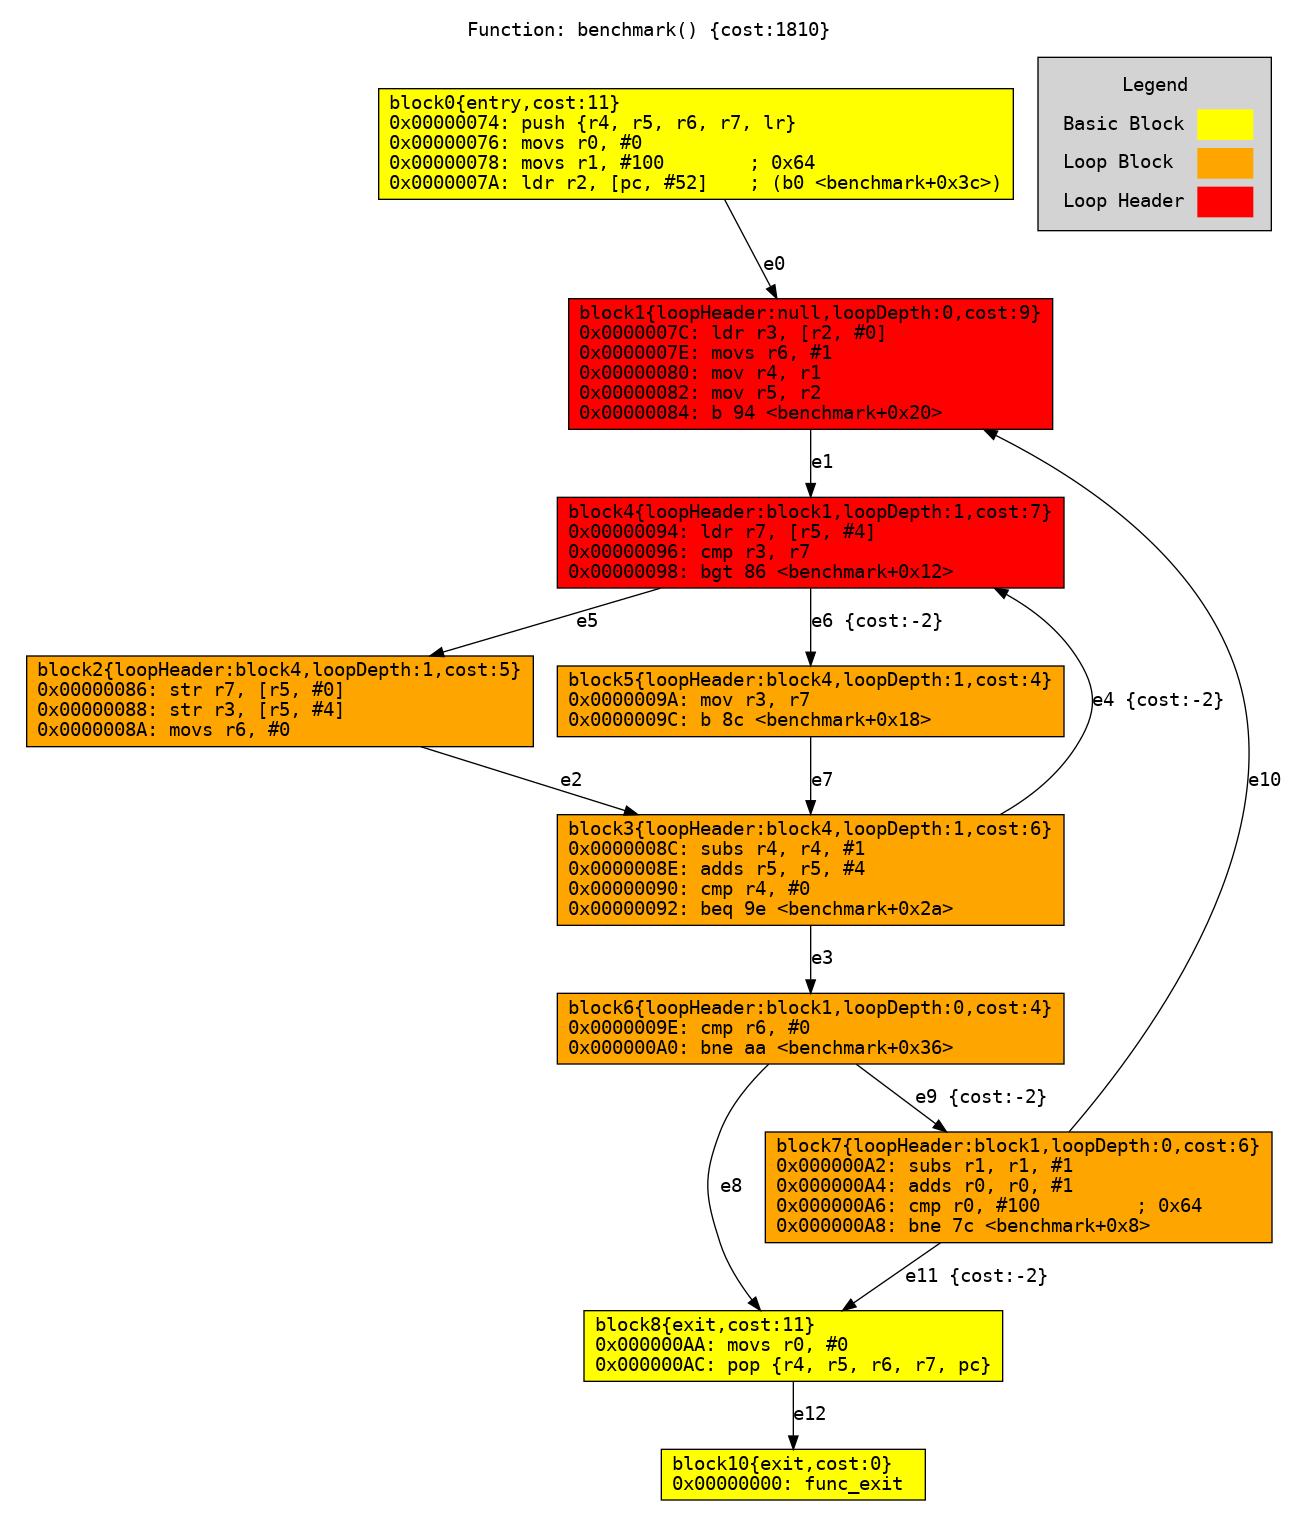 Function: benchmark() {cost:1810}
Legend
Basic Block
Loop Block
Loop Header
block0{entry,cost:11}
0x00000074: push {r4, r5, r6, r7, lr}
0x00000076: movs r0, #0
0x00000078: movs r1, #100        ; 0x64
0x0000007A: ldr r2, [pc, #52]    ; (b0 <benchmark+0x3c>)
e0
block1{loopHeader:null,loopDepth:0,cost:9}
0x0000007C: ldr r3, [r2, #0]
0x0000007E: movs r6, #1
0x00000080: mov r4, r1
0x00000082: mov r5, r2
0x00000084: b 94 <benchmark+0x20>
e1
block4{loopHeader:block1,loopDepth:1,cost:7}
0x00000094: ldr r7, [r5, #4]
0x00000096: cmp r3, r7
0x00000098: bgt 86 <benchmark+0x12>
e5
e6 {cost:-2}
block2{loopHeader:block4,loopDepth:1,cost:5}
0x00000086: str r7, [r5, #0]
0x00000088: str r3, [r5, #4]
0x0000008A: movs r6, #0
block5{loopHeader:block4,loopDepth:1,cost:4}
0x0000009A: mov r3, r7
0x0000009C: b 8c <benchmark+0x18>
e4 {cost:-2}
e2
e7
e10
block3{loopHeader:block4,loopDepth:1,cost:6}
0x0000008C: subs r4, r4, #1
0x0000008E: adds r5, r5, #4
0x00000090: cmp r4, #0
0x00000092: beq 9e <benchmark+0x2a>
e3
block6{loopHeader:block1,loopDepth:0,cost:4}
0x0000009E: cmp r6, #0
0x000000A0: bne aa <benchmark+0x36>
e9 {cost:-2}
block7{loopHeader:block1,loopDepth:0,cost:6}
0x000000A2: subs r1, r1, #1
0x000000A4: adds r0, r0, #1
0x000000A6: cmp r0, #100         ; 0x64
0x000000A8: bne 7c <benchmark+0x8>
e8
e11 {cost:-2}
block8{exit,cost:11}
0x000000AA: movs r0, #0
0x000000AC: pop {r4, r5, r6, r7, pc}
e12
block10{exit,cost:0}
0x00000000: func_exit